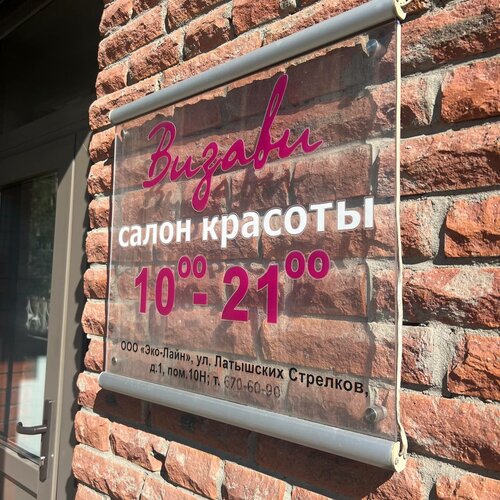 Визави
салон красоты
10⁰⁰ - 21⁰⁰
ООО «Эко-Лайн», ул. Латышских Стрелков,
д.1, пом.10Н; т. 670-60-90